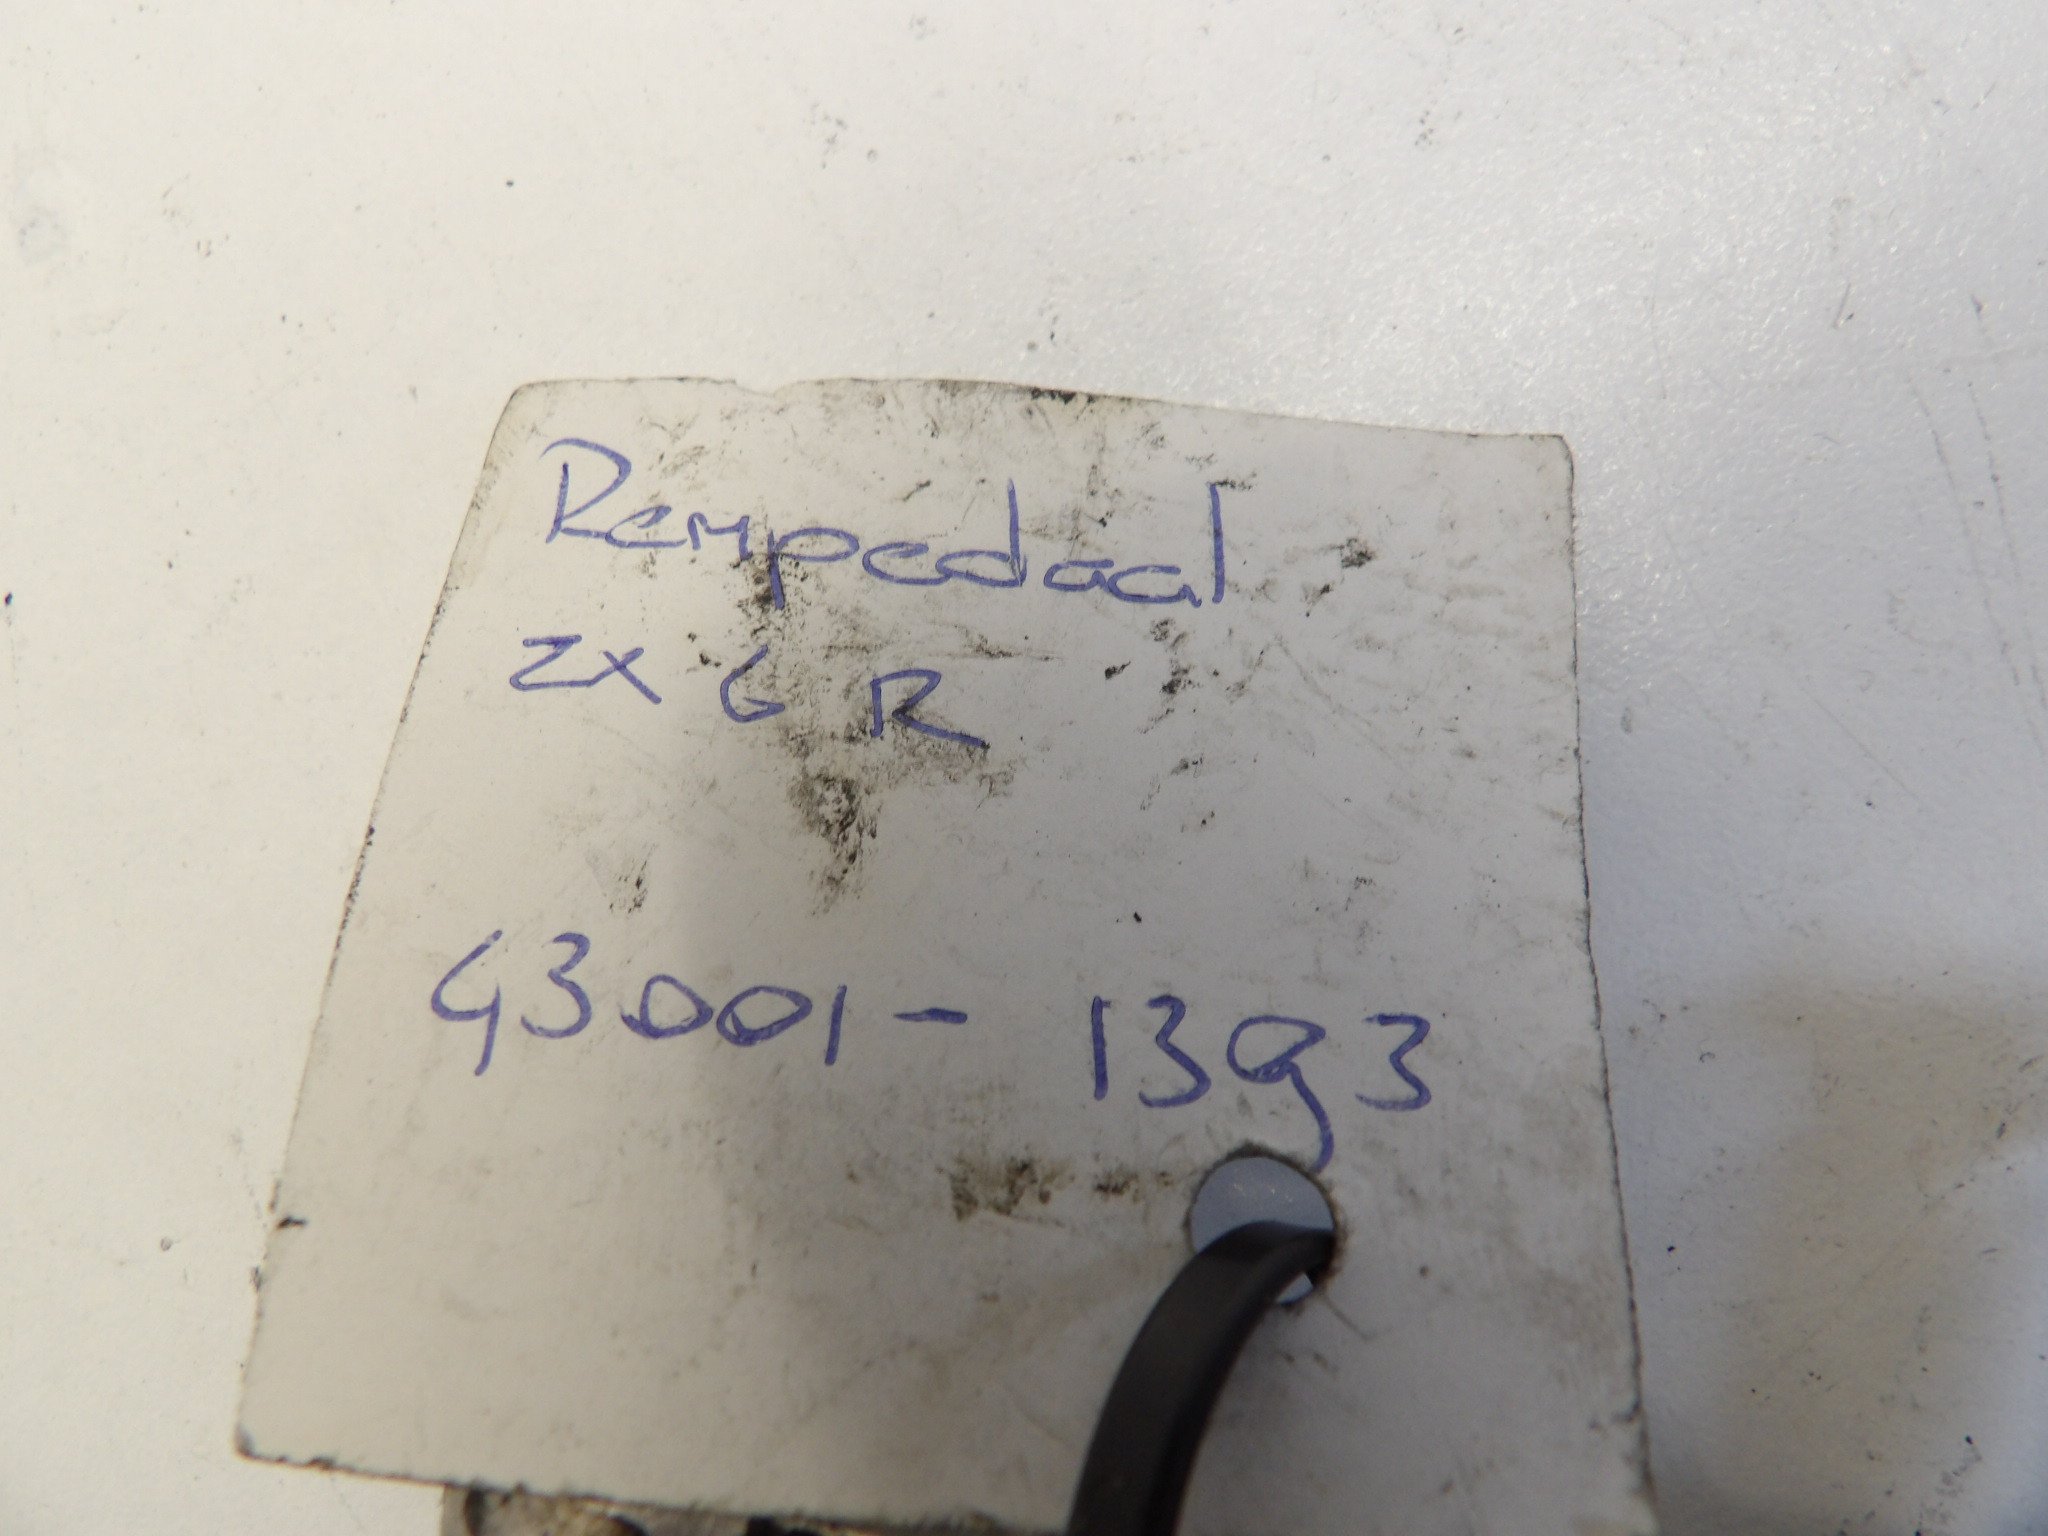 Rempedaal
ZX 6 R
43001- 1393